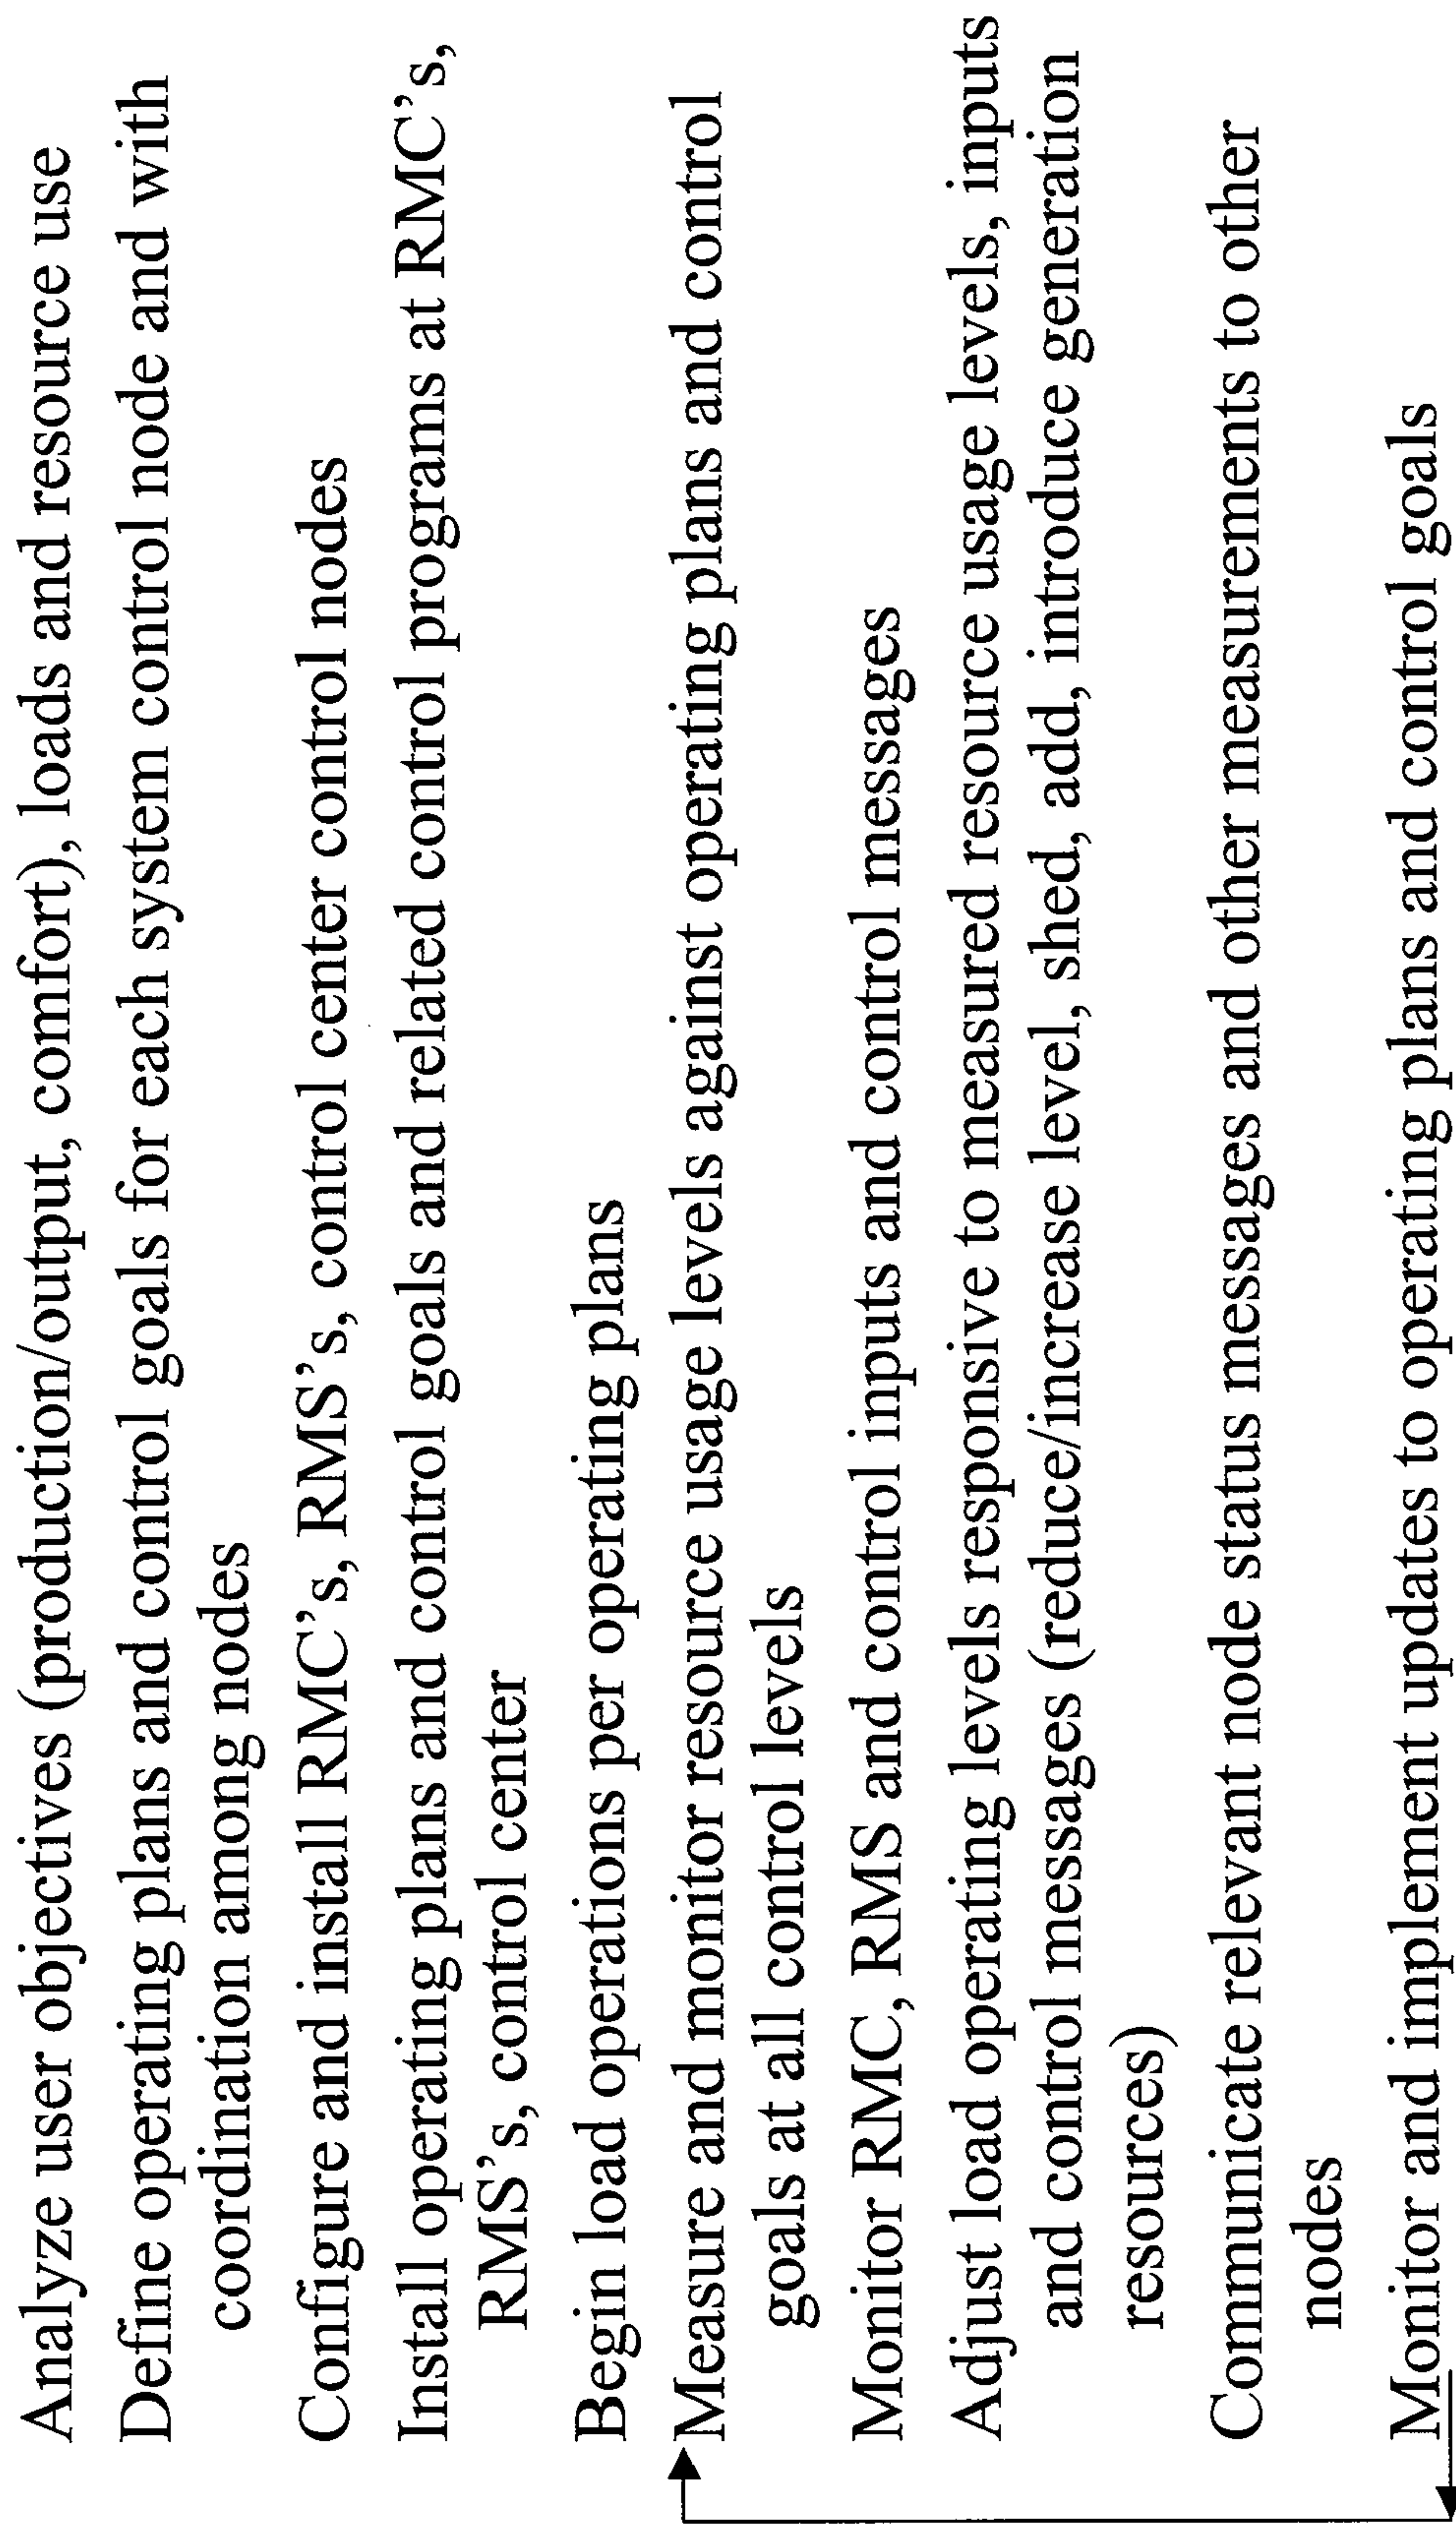 Analyze user objectives (production/output, comfort), loads and resource use
Define operating plans and control goals for each system control node and with
coordination among nodes
Configure and install RMC's, RMS's, control center control nodes
Install operating plans and control goals and related control programs at RMC's,
RMS's, control center
Begin load operations per operating plans
Measure and monitor resource usage levels against operating plans and control
goals at all control levels
Monitor RMC, RMS and control inputs and control messages
Adjust load operating levels responsive to measured resource usage levels, inputs
and control messages (reduce/increase level, shed, add, introduce generation
resources)
Communicate relevant node status messages and other measurements to other
nodes
Monitor and implement updates to operating plans and control goals